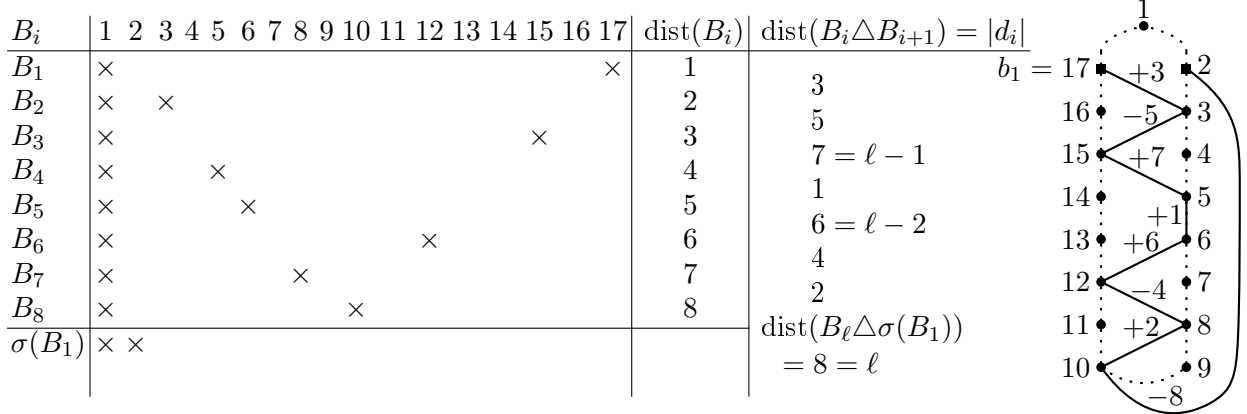 B_i 1 2 3 4 5 6 7 8 9 10 11 12 13 14 15 16 17 dist(B_i) dist(B_i△B_{i+1}) = |d_i|
B_1 × × 1
3
B_2 × × 2
5
B_3 × × 3
7 = ℓ − 1
B_4 × × 4
1
B_5 × × 5
6 = ℓ − 2
B_6 × × 6
4
B_7 × × 7
2
B_8 × × 8
dist(B_ℓ△σ(B_1))
σ(B_1) × ×
= 8 = ℓ
1
b_1 = 17 +3 2
16 −5 3
15 +7 4
14 5
+1
13 +6 6
12 −4 7
11 +2 8
10 9
−8